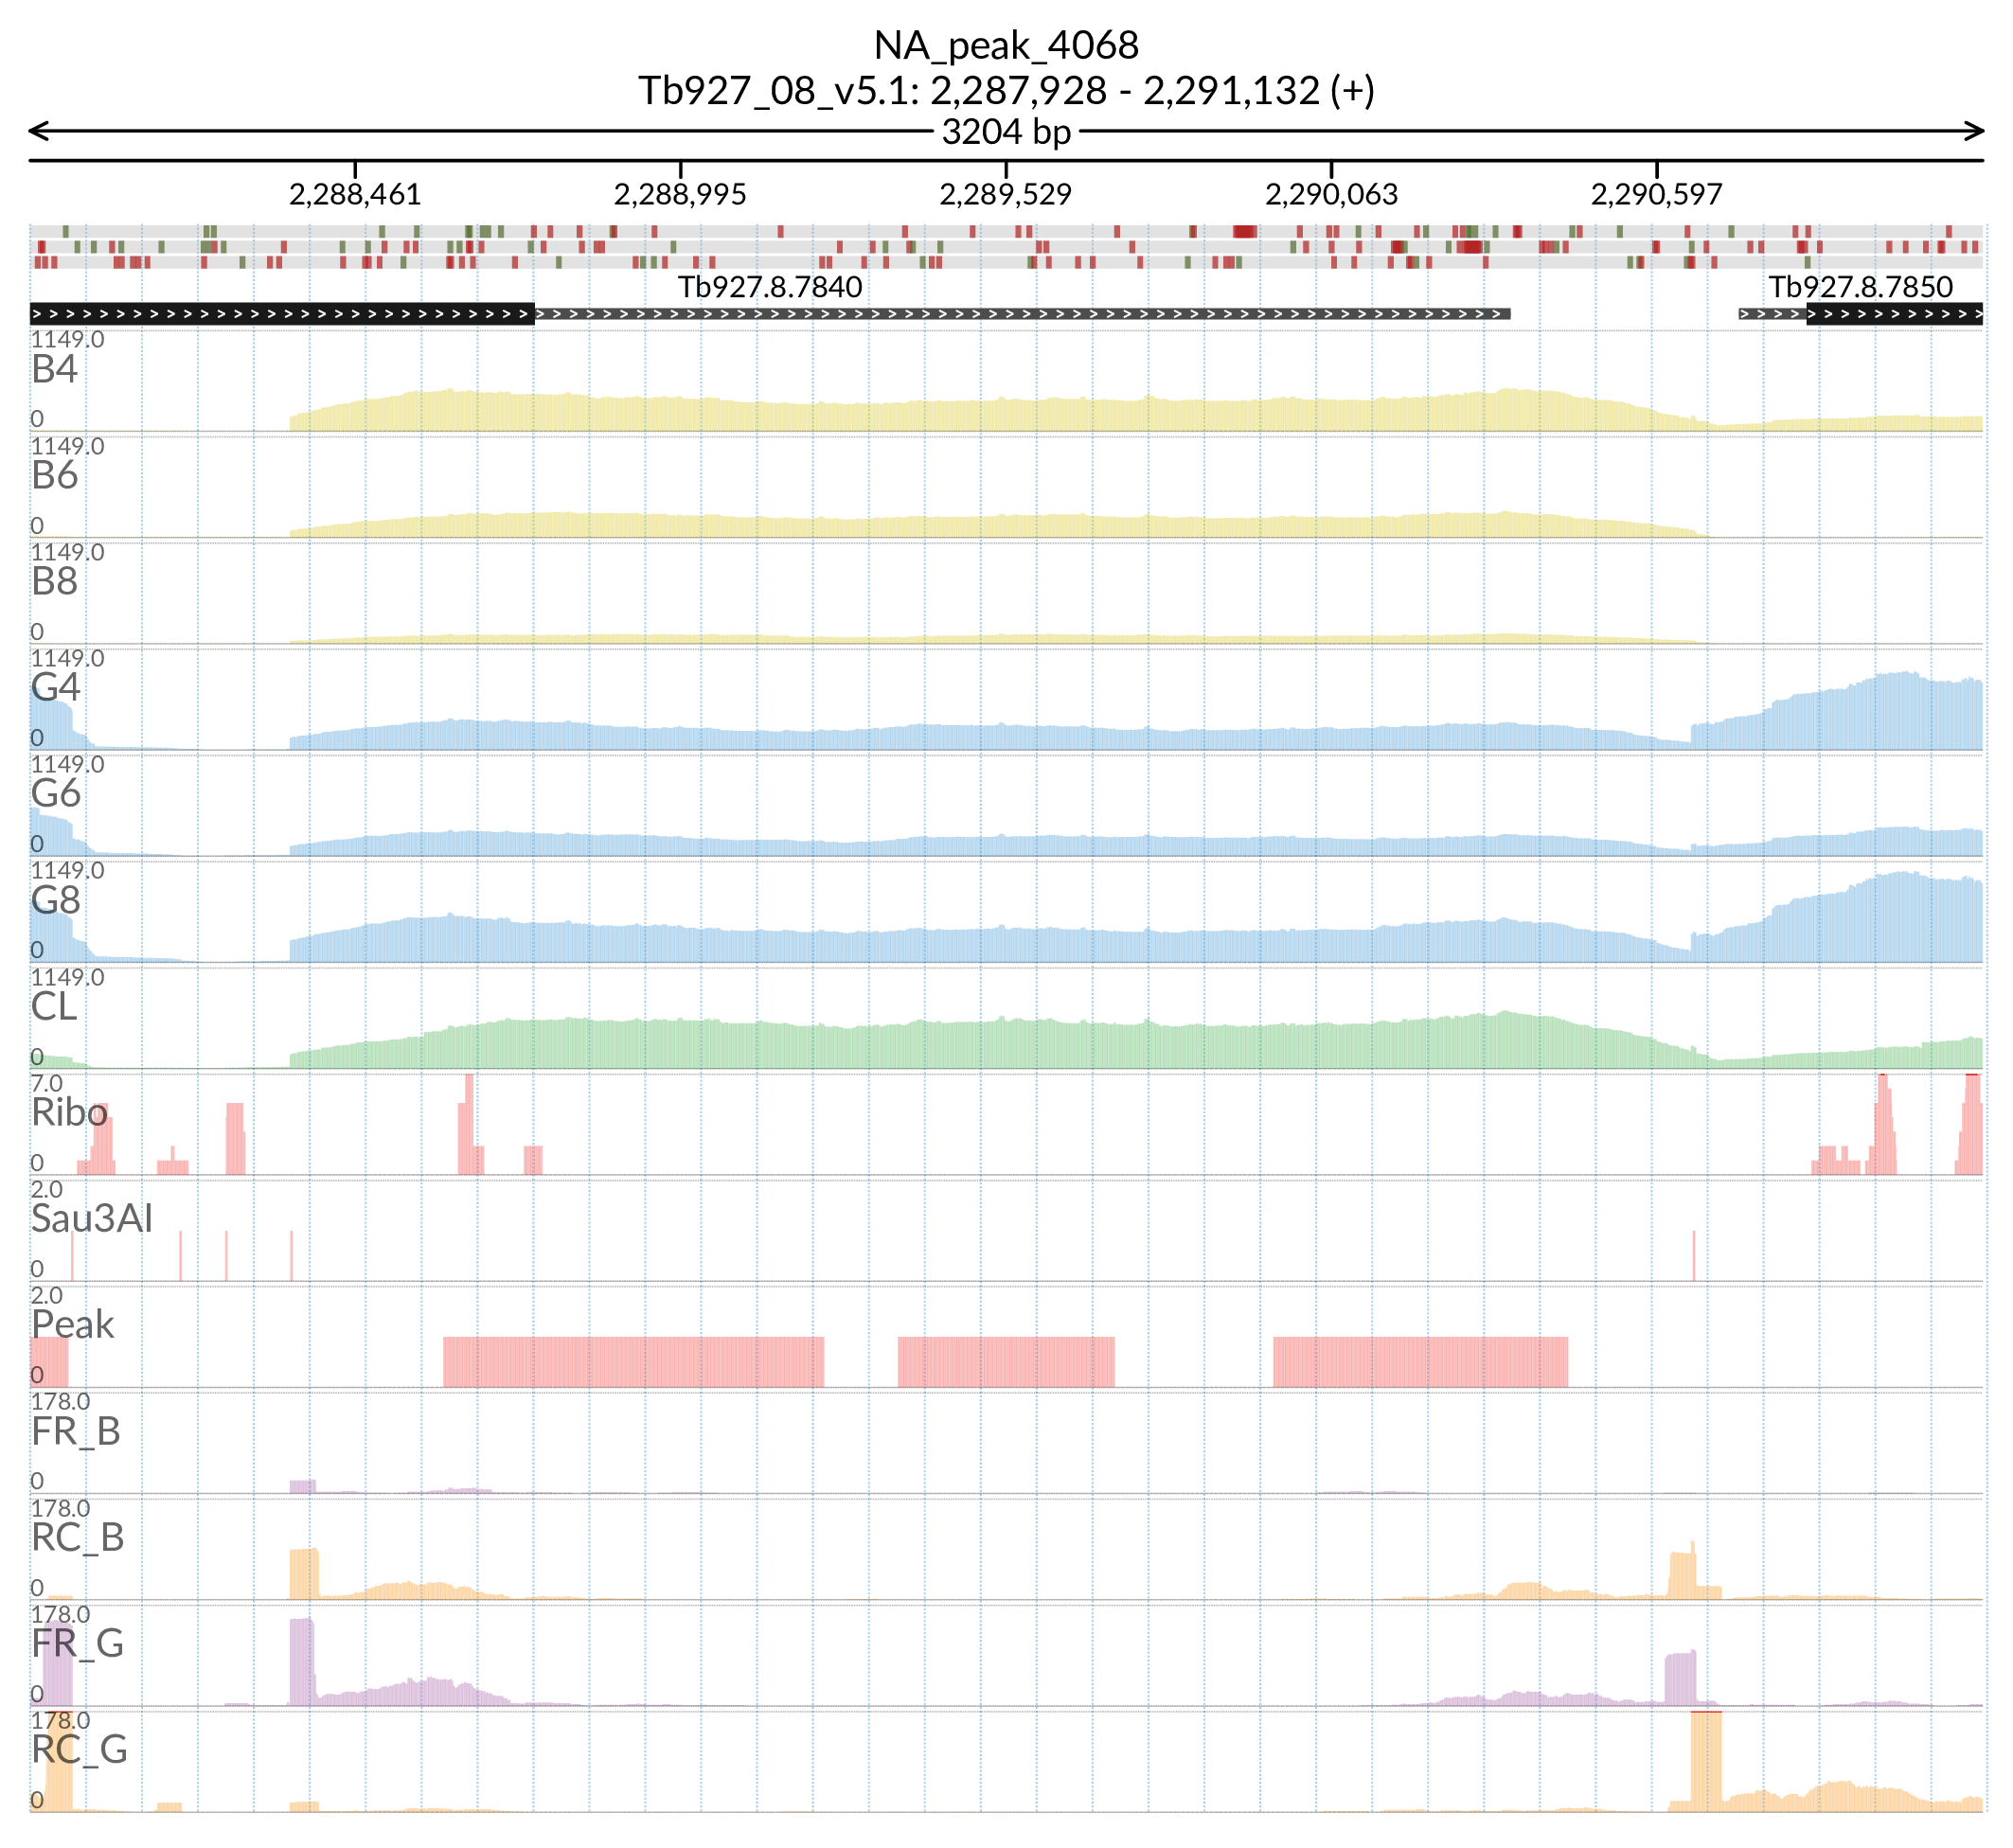 NA_peak_4068
Tb927_08_v5.1: 2,287,928 - 2,291,132 (+)
3204 bp
2,288,461 2,288,995 2,289,529 2,290,063 2,290,597
Tb927.8.7840 Tb927.8.7850
1149.0
B4
0
1149.0
B6
0
1149.0
B8
0
1149.0
G4
0
1149.0
G6
0
1149.0
G8
0
1149.0
CL
0
7.0
Ribo
0
2.0
Sau3AI
0
2.0
Peak
0
178.0
FR_B
0
178.0
RC_B
0
178.0
FR_G
0
178.0
RC_G
0